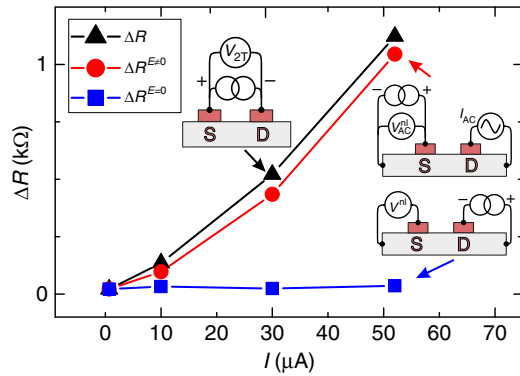 ΔR
ΔR^{E≠0}
ΔR^{E=0}
V_{2T}
+ −
S D
− +
V^{nl}_{AC} I_{AC}
S D
V^{nl} − +
S D
1
0
ΔR (kΩ)
0 10 20 30 40 50 60 70
I (μA)